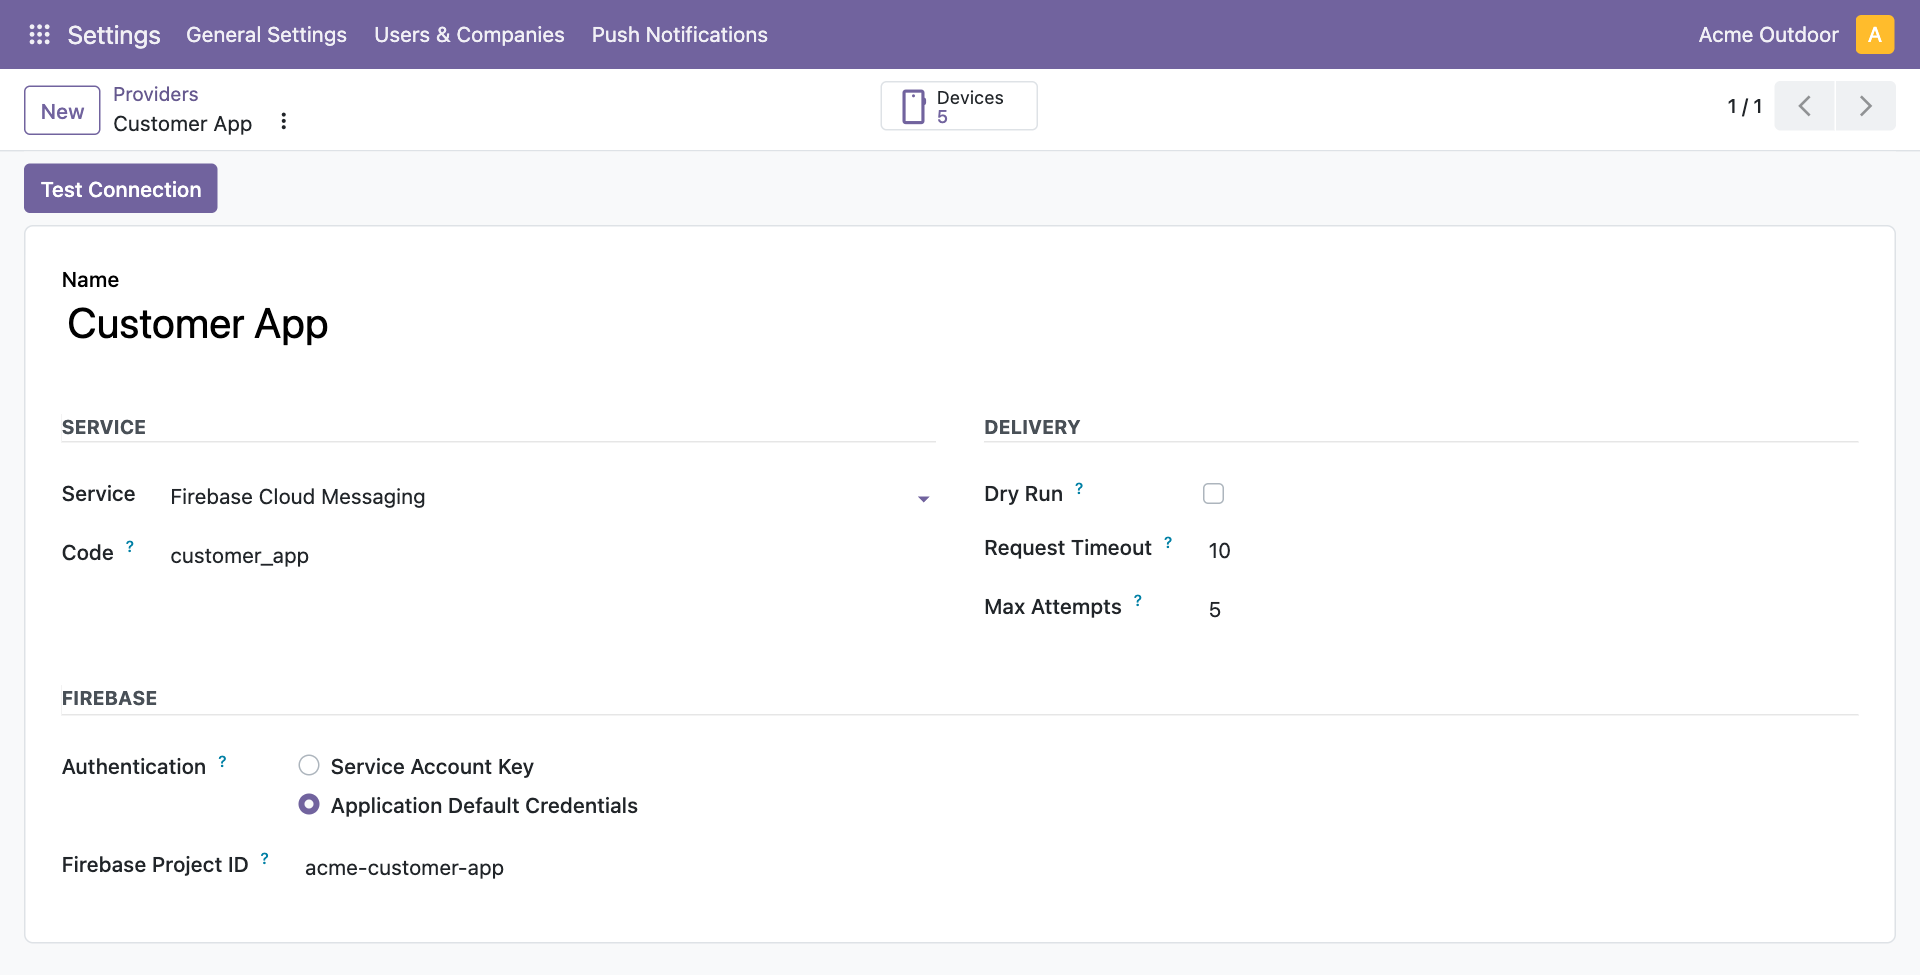 Settings General Settings Users & Companies Push Notifications Acme Outdoor A
New Providers
Customer App
Devices
5
1 / 1
Test Connection
Name
Customer App
SERVICE
Service Firebase Cloud Messaging
Code ? customer_app
DELIVERY
Dry Run ?
Request Timeout ? 10
Max Attempts ? 5
FIREBASE
Authentication ? Service Account Key
Application Default Credentials
Firebase Project ID ? acme-customer-app